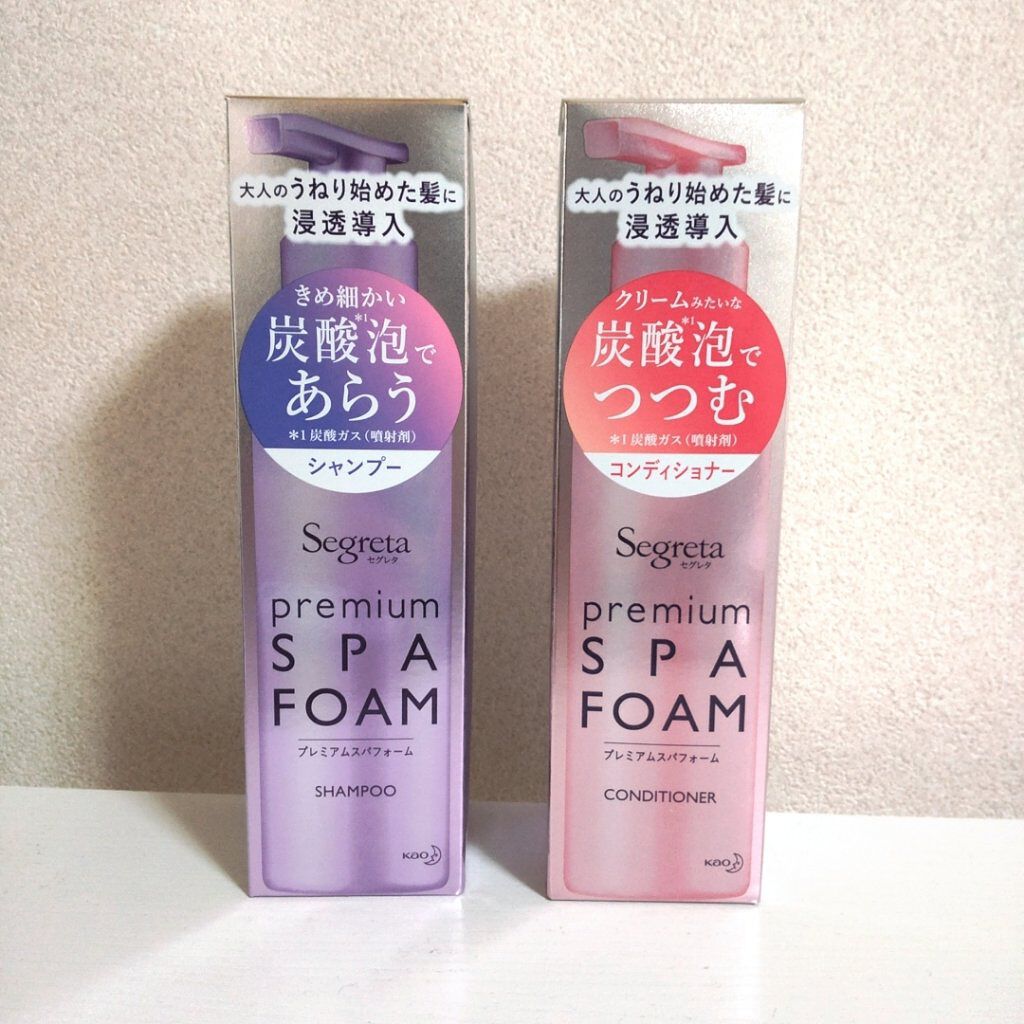 大人のうねり始めた髪に
浸透導入
きめ細かい
炭酸*1泡で
あらう
*1 炭酸ガス（噴射剤）
シャンプー
Segreta
セグレタ
premium
SPA
FOAM
プレミアムスパフォーム
SHAMPOO
Kao
大人のうねり始めた髪に
浸透導入
クリームみたいな
炭酸*1泡で
つつむ
*1 炭酸ガス（噴射剤）
コンディショナー
Segreta
セグレタ
premium
SPA
FOAM
プレミアムスパフォーム
CONDITIONER
Kao